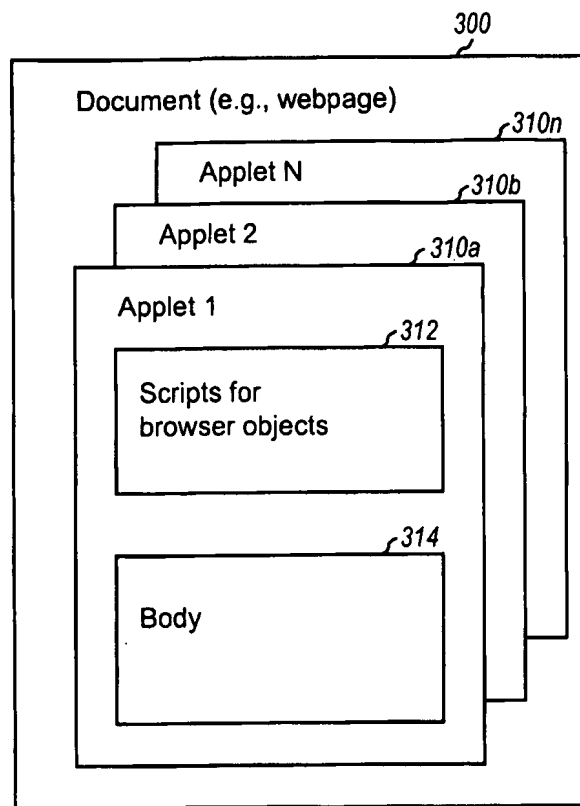 300
Document (e.g., webpage)
310n
Applet N
310b
Applet 2
310a
Applet 1
312
Scripts for
browser objects
314
Body